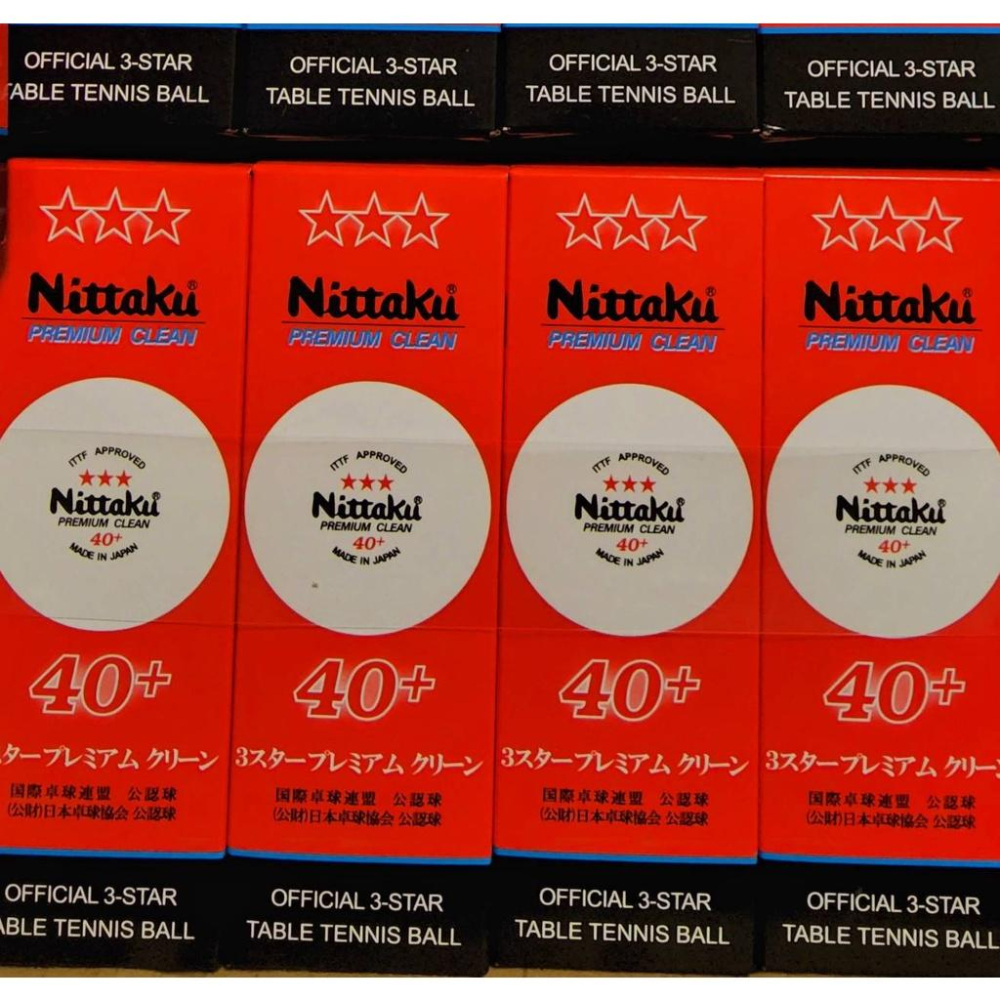 OFFICIAL 3-STAR
TABLE TENNIS BALL
OFFICIAL 3-STAR
TABLE TENNIS BALL
OFFICIAL 3-STAR
TABLE TENNIS BALL
OFFICIAL 3-STAR
TABLE TENNIS BALL
Nittaku®
PREMIUM CLEAN
ITTF APPROVED
Nittaku®
PREMIUM CLEAN
40+
MADE IN JAPAN
40+
スタープレミアム クリーン
国際卓球連盟 公認球
(公財)日本卓球協会 公認球
OFFICIAL 3-STAR
TABLE TENNIS BALL
Nittaku®
PREMIUM CLEAN
ITTF APPROVED
Nittaku®
PREMIUM CLEAN
40+
MADE IN JAPAN
40+
3スタープレミアム クリーン
国際卓球連盟 公認球
(公財)日本卓球協会 公認球
OFFICIAL 3-STAR
TABLE TENNIS BALL
Nittaku®
PREMIUM CLEAN
ITTF APPROVED
Nittaku®
PREMIUM CLEAN
40+
MADE IN JAPAN
40+
3スタープレミアム クリーン
国際卓球連盟 公認球
(公財)日本卓球協会 公認球
OFFICIAL 3-STAR
TABLE TENNIS BALL
Nittaku®
PREMIUM CLEAN
ITTF APPROVED
Nittaku®
PREMIUM CLEAN
40+
MADE IN JAPAN
40+
3スタープレミアム クリーン
国際卓球連盟 公認球
(公財)日本卓球協会 公認球
OFFICIAL 3-STAR
TABLE TENNIS BALL